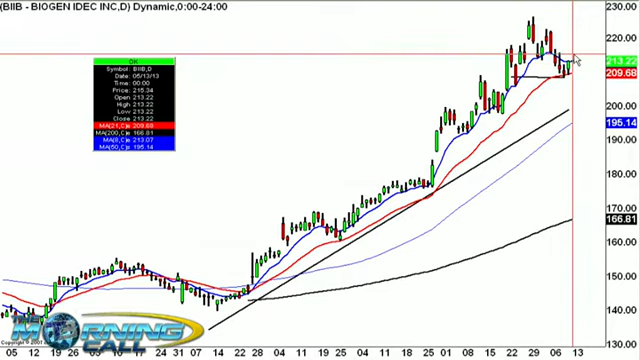 (BIIB - BIOGEN IDEC INC,D) Dynamic,0:00-24:00
230.00
220.00
213.22
209.68
200.00
195.14
180.00
170.00
166.81
160.00
150.00
140.00
OK
Symbol: BIIB,D
Date: 05/13/13
Time: 00:00
Price: 215.34
Open: 213.22
High: 213.22
Low: 213.22
Close: 213.22
MA(21,C)= 209.68
MA(200,C)= 166.81
MA(8,C)= 213.07
MA(50,C)= 195.14
THE
MORNING
CALL
12 19 26 03 10 17 24 31 07 14 22 28 04 11 19 25 04 11 18 25 01 08 15 22 29 06 13